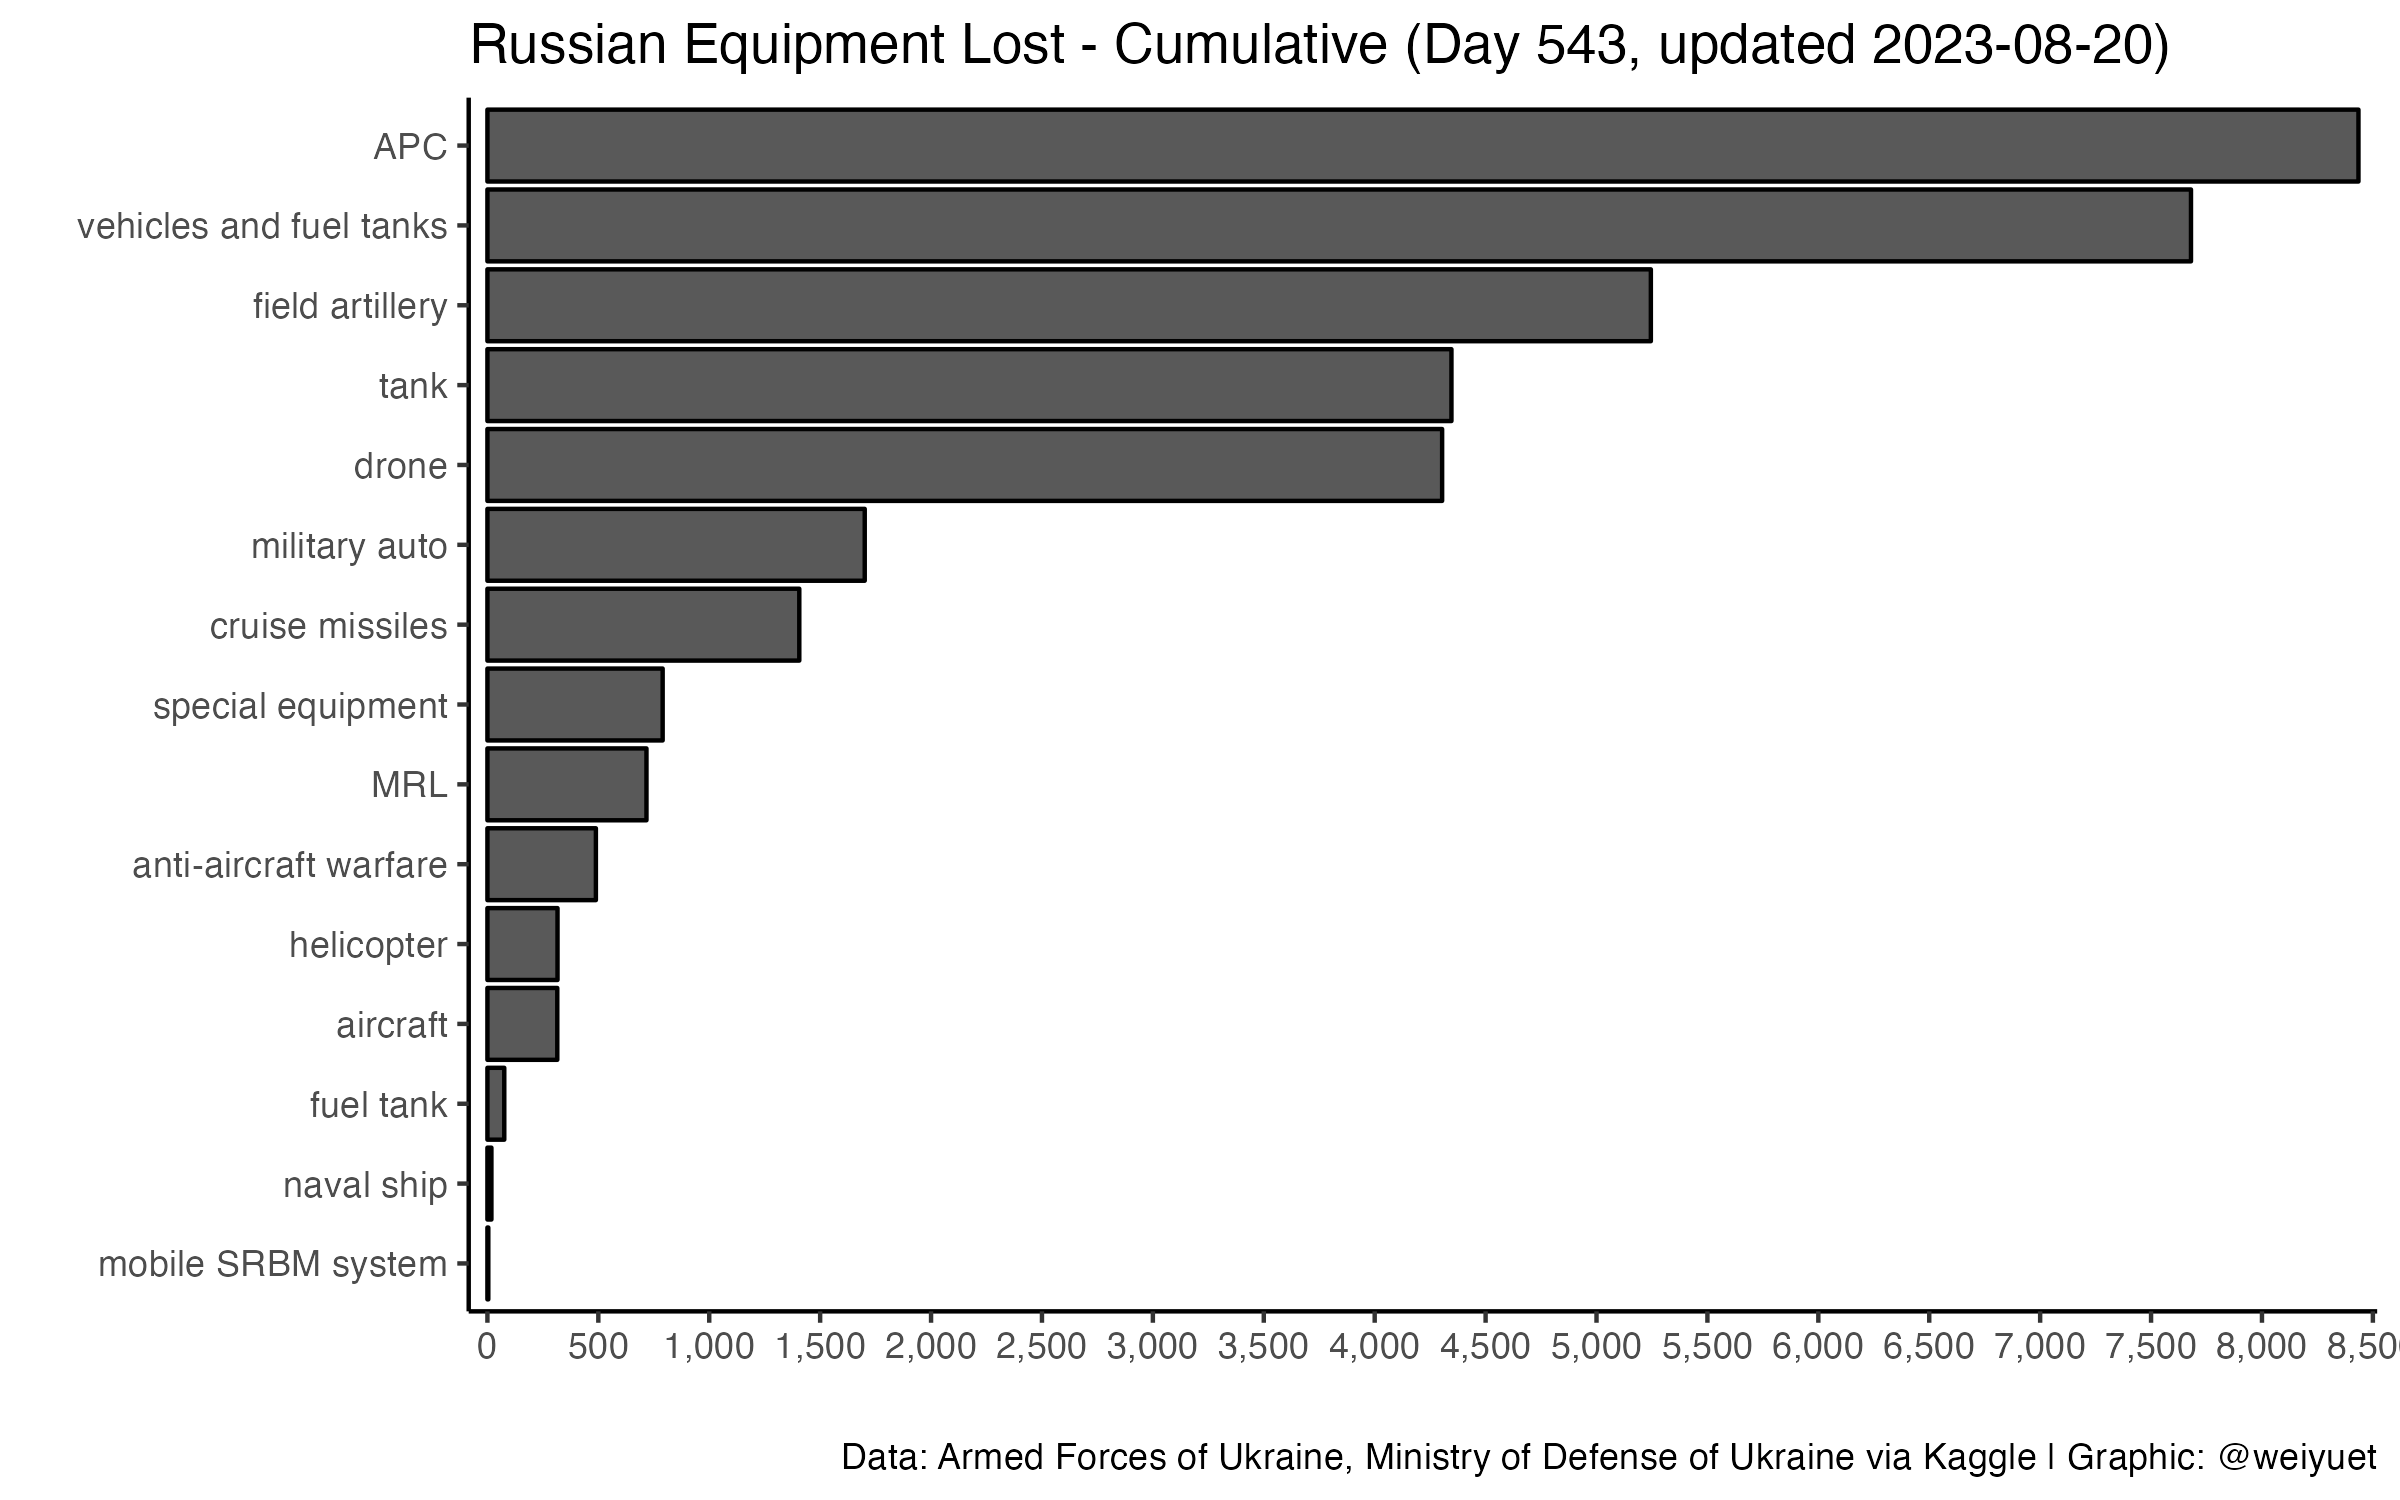 Russian Equipment Lost - Cumulative (Day 543, updated 2023-08-20)
APC
vehicles and fuel tanks
field artillery
tank
drone
military auto
cruise missiles
special equipment
MRL
anti-aircraft warfare
helicopter
aircraft
fuel tank
naval ship
mobile SRBM system
0 500 1,000 1,500 2,000 2,500 3,000 3,500 4,000 4,500 5,000 5,500 6,000 6,500 7,000 7,500 8,000
Data: Armed Forces of Ukraine, Ministry of Defense of Ukraine via Kaggle | Graphic: @weiyuet